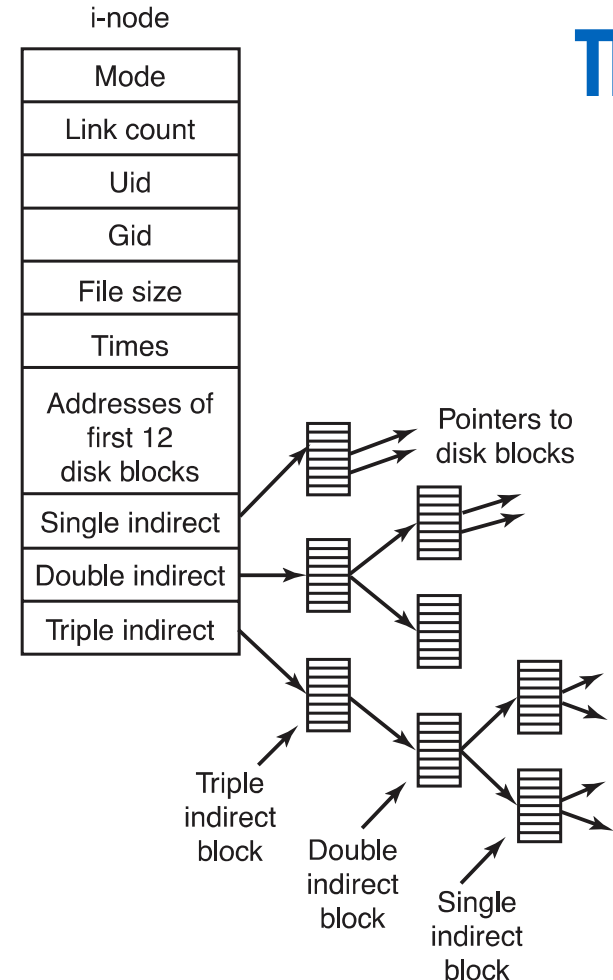 i-node
Mode
Link count
Uid
Gid
File size
Times
Addresses of
first 12
disk blocks
Single indirect
Double indirect
Triple indirect
Pointers to
disk blocks
Triple
indirect
block
Double
indirect
block
Single
indirect
block